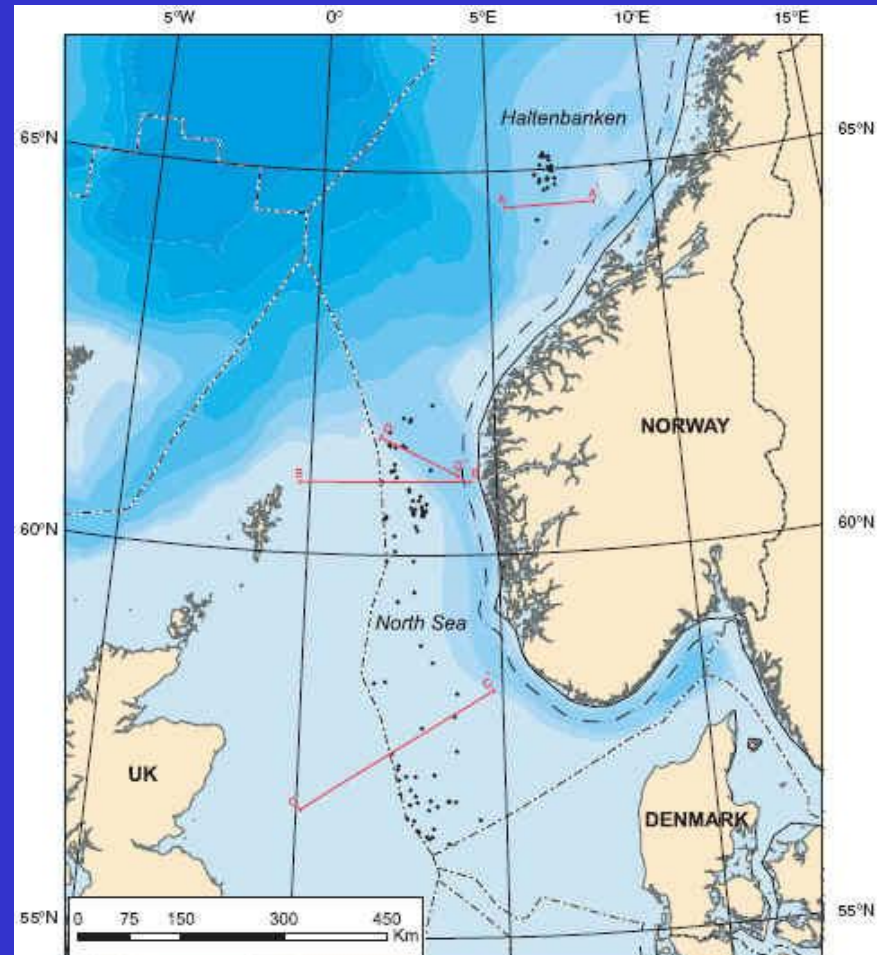 5°W 0° 5°E 10°E 15°E
Haltenbanken
65°N 65°N
A A'
NORWAY
D
B
60°N 60°N
North Sea
C'
UK
C
DENMARK
55°N 55°N
0 75 150 300 450
Km